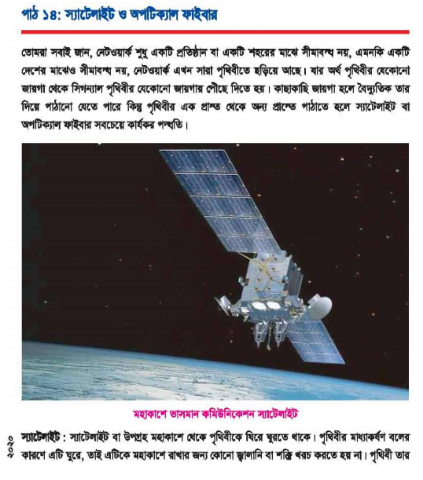 পাঠ ১৪: স্যাটেলাইট ও অপটিক্যাল ফাইবার
তোমরা সবাই জান, নেটওয়ার্ক শুধু একটি প্রতিষ্ঠান বা একটি শহরের মাঝে সীমাবদ্ধ নয়, এমনকি একটি
দেশের মাঝেও সীমাবদ্ধ নয়, নেটওয়ার্ক এখন সারা পৃথিবীতে ছড়িয়ে আছে। যার অর্থ পৃথিবীর যেকোনো
জায়গা থেকে সিগন্যাল পৃথিবীর যেকোনো জায়গায় পৌঁছে দিতে হয়। কাছাকাছি জায়গা হলে বৈদ্যুতিক তার
দিয়ে পাঠানো যেতে পারে কিন্তু পৃথিবীর এক প্রান্ত থেকে অন্য প্রান্তে পাঠাতে হলে স্যাটেলাইট বা
অপটিক্যাল ফাইবার সবচেয়ে কার্যকর পদ্ধতি।
মহাকাশে ভাসমান কমিউনিকেশন স্যাটেলাইট
স্যাটেলাইট : স্যাটেলাইট বা উপগ্রহ মহাকাশে থেকে পৃথিবীকে ঘিরে ঘুরতে থাকে। পৃথিবীর মাধ্যাকর্ষণ বলের
কারণে এটি ঘুরে, তাই এটিকে মহাকাশে রাখার জন্য কোনো জ্বালানি বা শক্তি খরচ করতে হয় না। পৃথিবী তার
২০২০